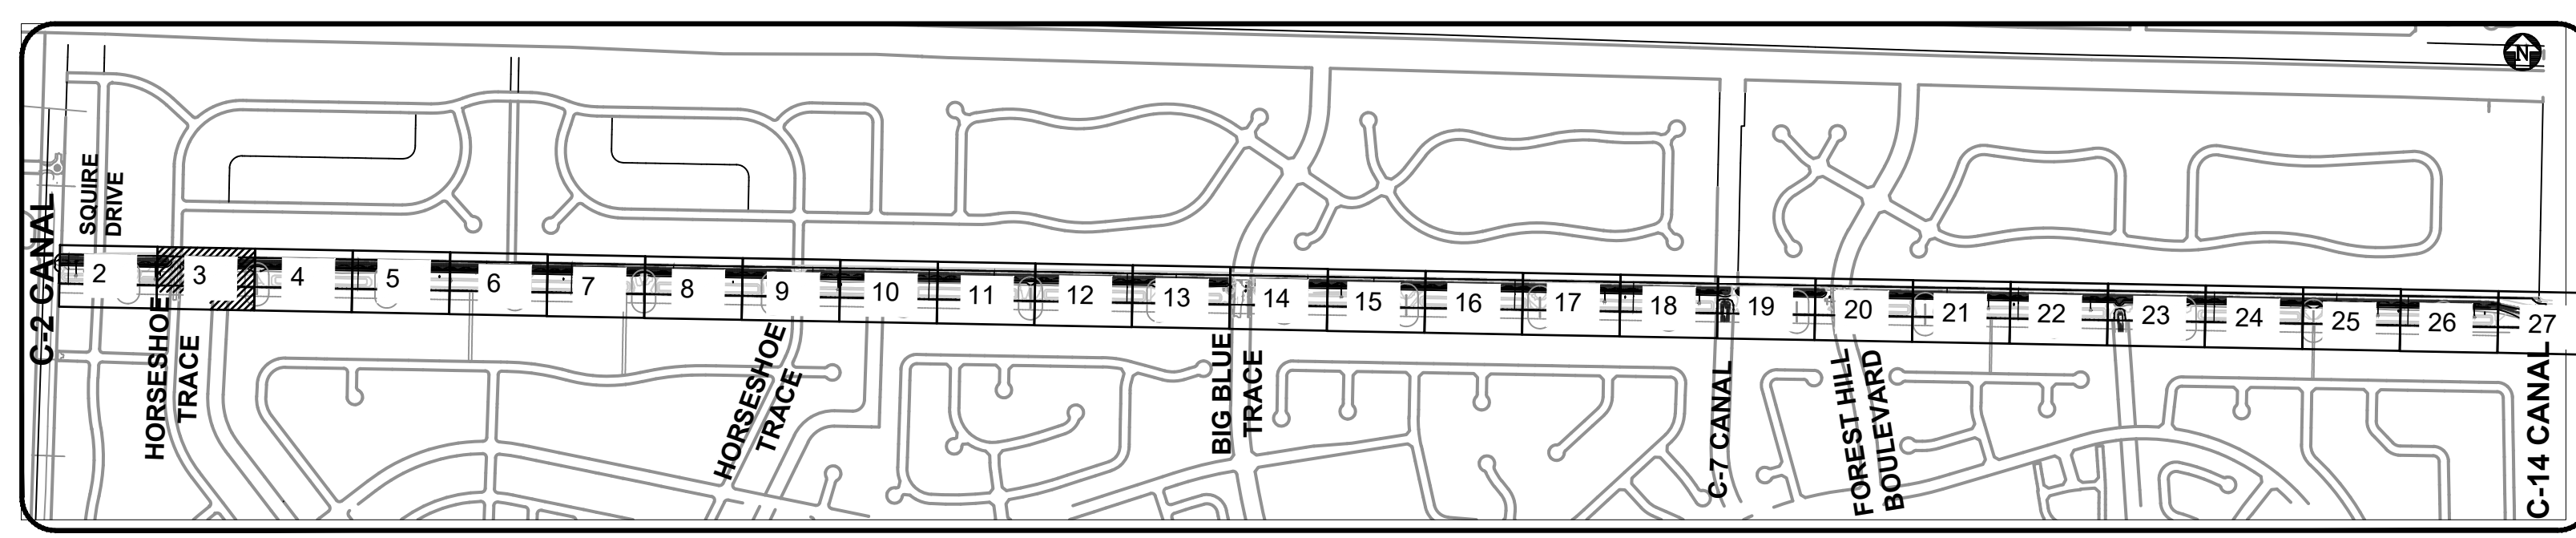 N
SQUIRE
DRIVE
C-2 CANAL
2 3 4 5 6 7 8 9 10 11 12 13 14 15 16 17 18 19 20 21 22 23 24 25 26 27
HORSESHOE
TRACE
HORSESHOE
TRACE
BIG BLUE
TRACE
C-7 CANAL
FOREST HILL
BOULEVARD
C-14 CANAL